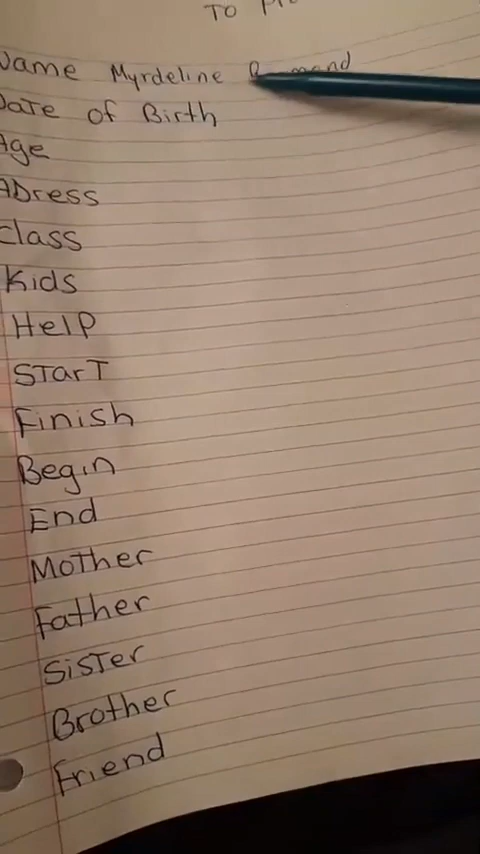 TO
Name Myrdeline
Date of Birth
Age
ADress
class
Kids
Help
STarT
Finish
Begin
End
MoTher
Father
SisTer
Brother
Friend